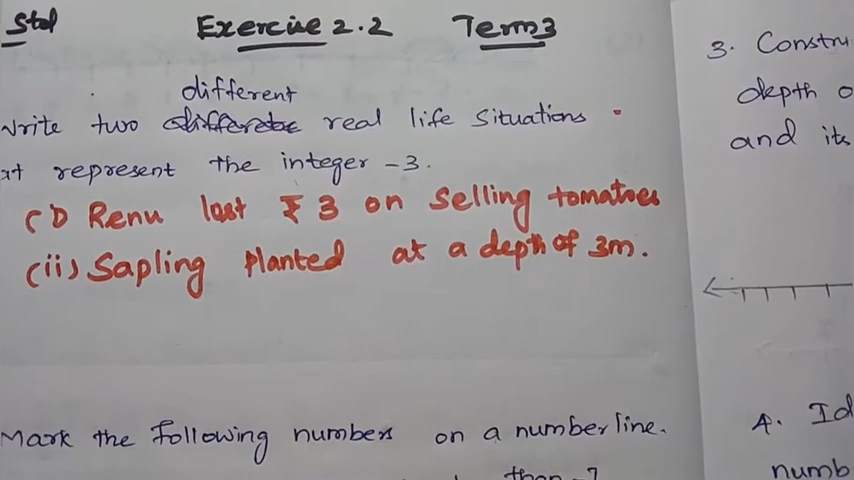 Std Exercise 2.2 Term3
different
Write two real life situations
represent the integer -3.
(i) Renu lost ₹ 3 on selling tomatoes
(ii) Sapling planted at a depth of 3m.
Mark the following numbers on a number line.
than -7
3. Constru
depth o
and its
4. Id
numb